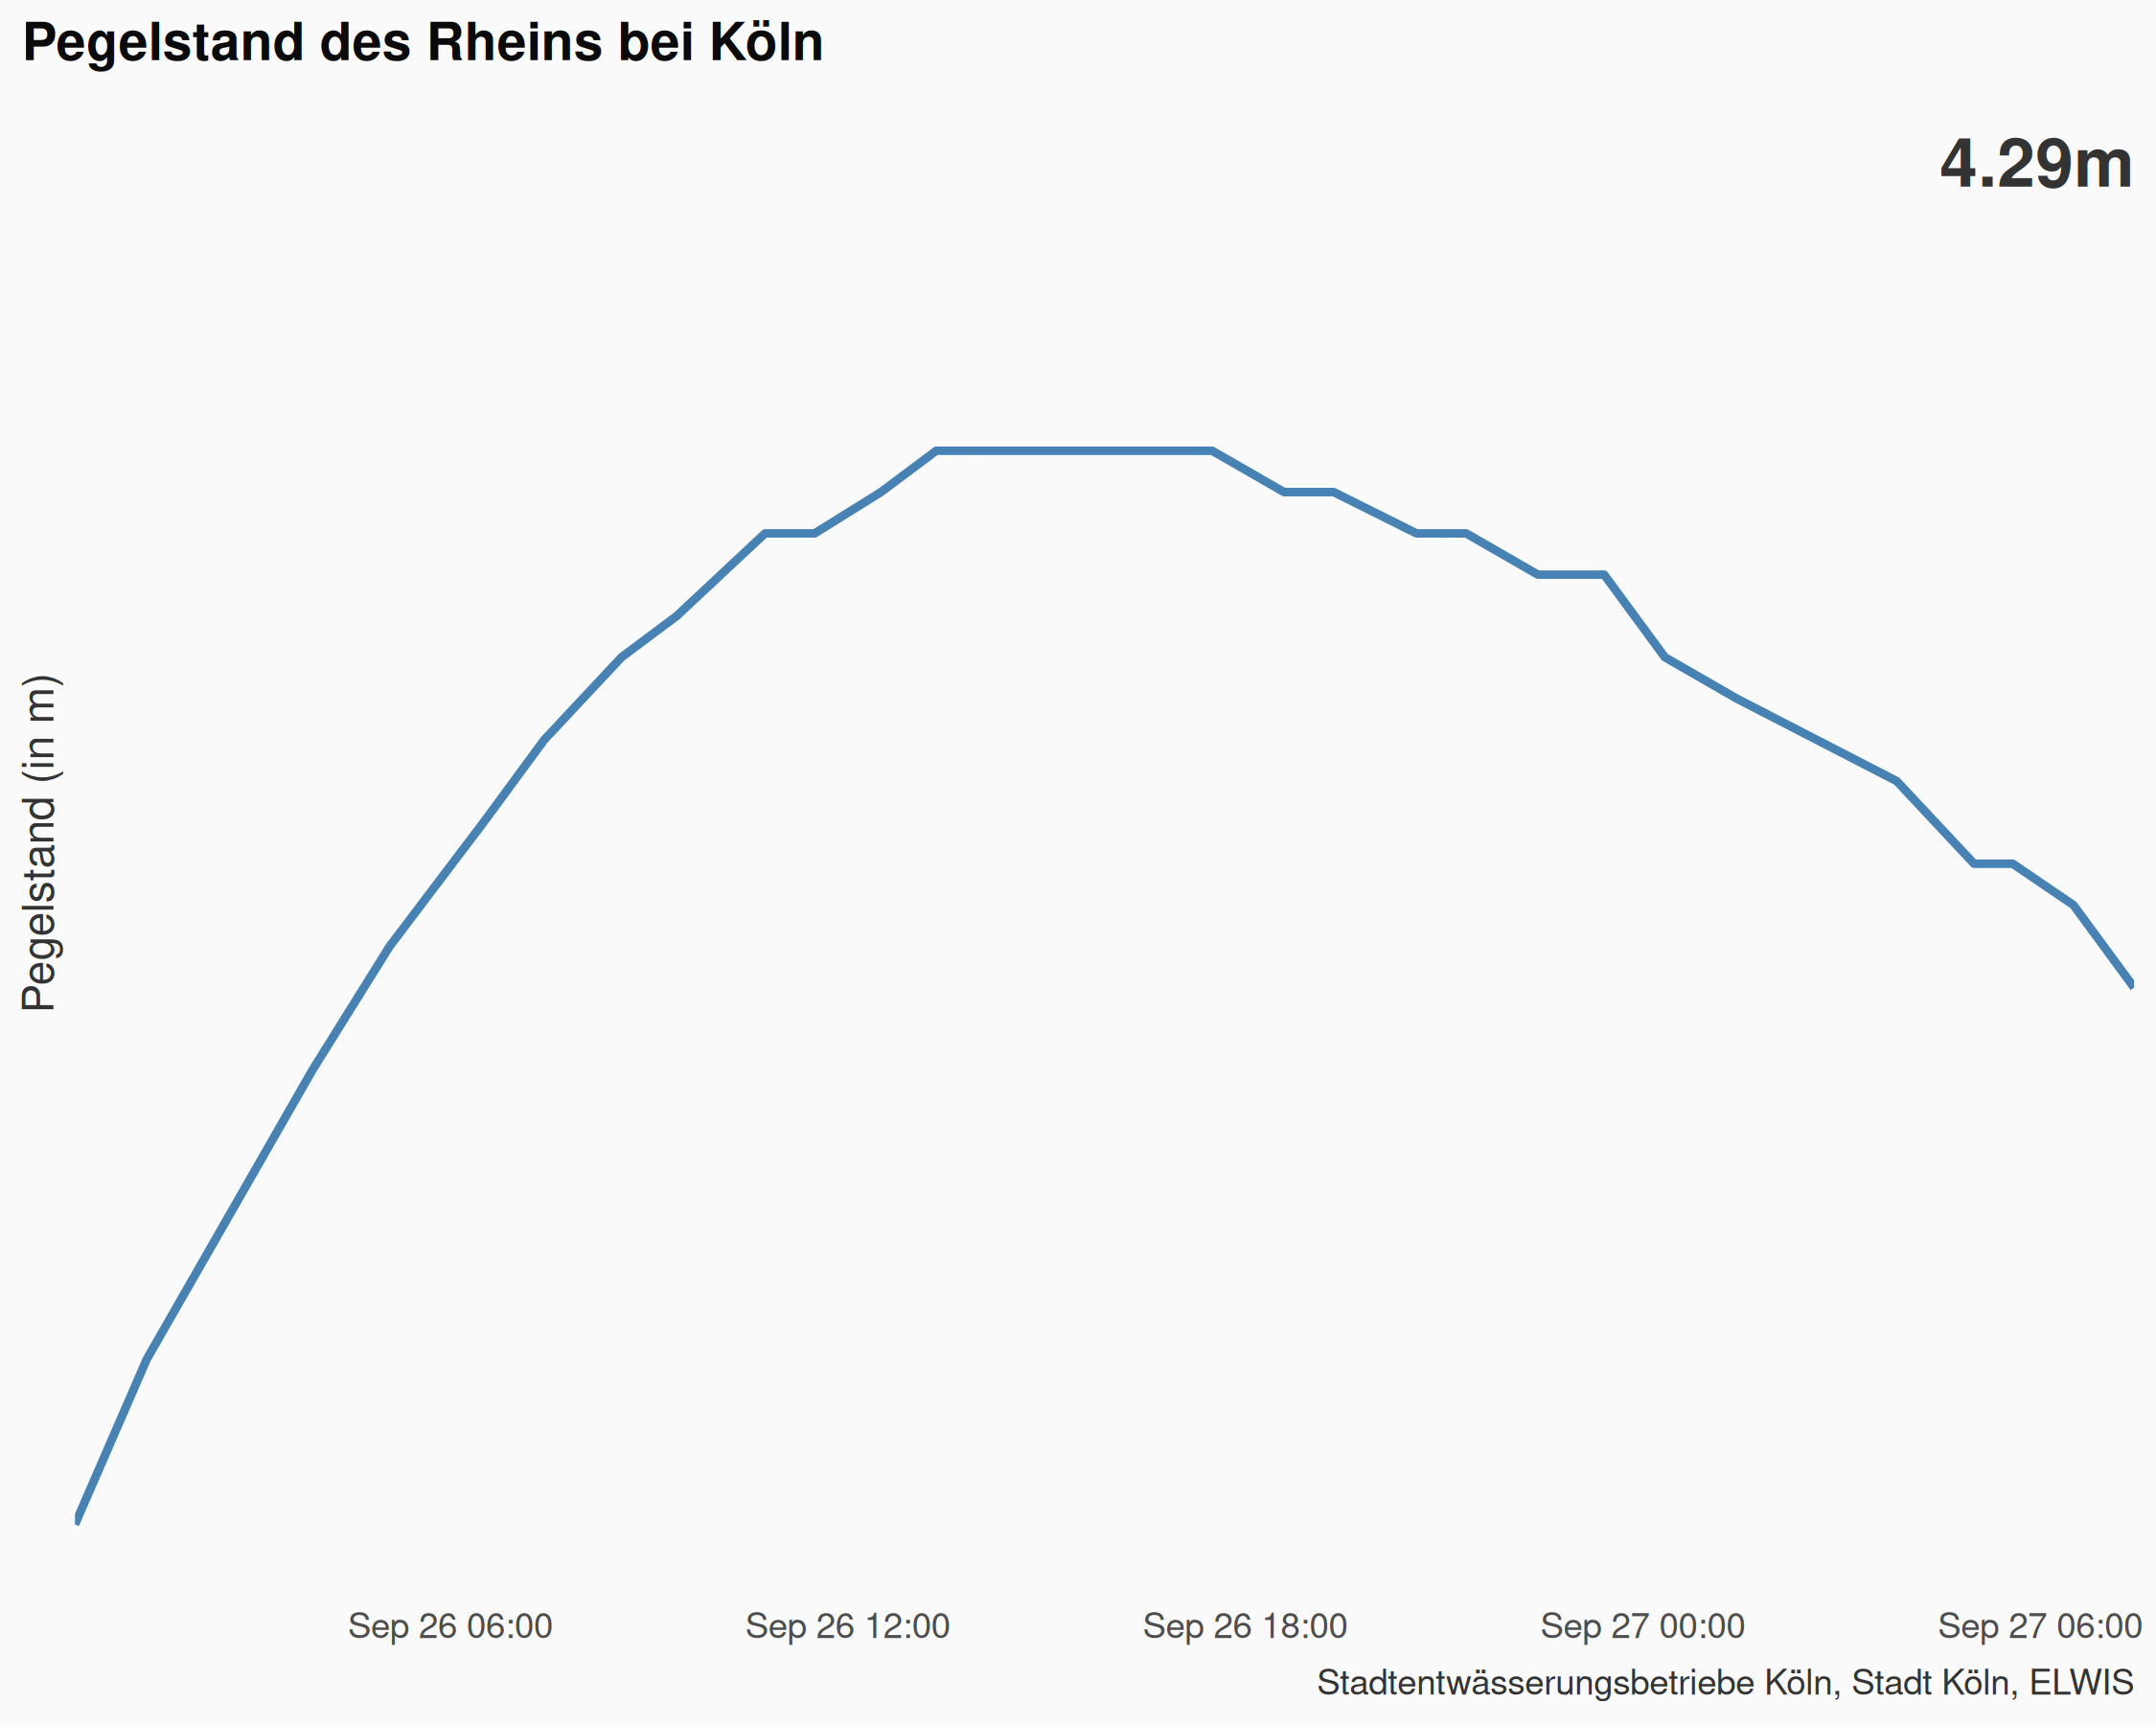 Pegelstand des Rheins bei Köln
4.29m
Pegelstand (in m)
Sep 26 06:00
Sep 26 12:00
Sep 26 18:00
Sep 27 00:00
Sep 27 06:00
Stadtentwässerungsbetriebe Köln, Stadt Köln, ELWIS